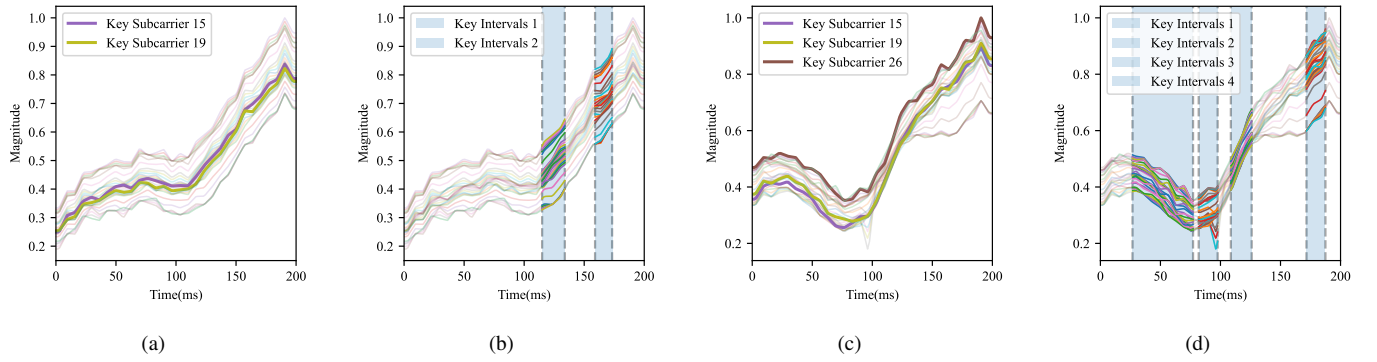 Key Subcarrier 15
Key Subcarrier 19
Magnitude
1.0
0.9
0.8
0.7
0.6
0.5
0.4
0.3
0.2
0 50 100 150 200
Time(ms)
(a)
Key Intervals 1
Key Intervals 2
Magnitude
1.0
0.9
0.8
0.7
0.6
0.5
0.4
0.3
0.2
0 50 100 150 200
Time(ms)
(b)
Key Subcarrier 15
Key Subcarrier 19
Key Subcarrier 26
Magnitude
1.0
0.8
0.6
0.4
0.2
0 50 100 150 200
Time(ms)
(c)
Key Intervals 1
Key Intervals 2
Key Intervals 3
Key Intervals 4
Magnitude
1.0
0.8
0.6
0.4
0.2
0 50 100 150 200
Time(ms)
(d)